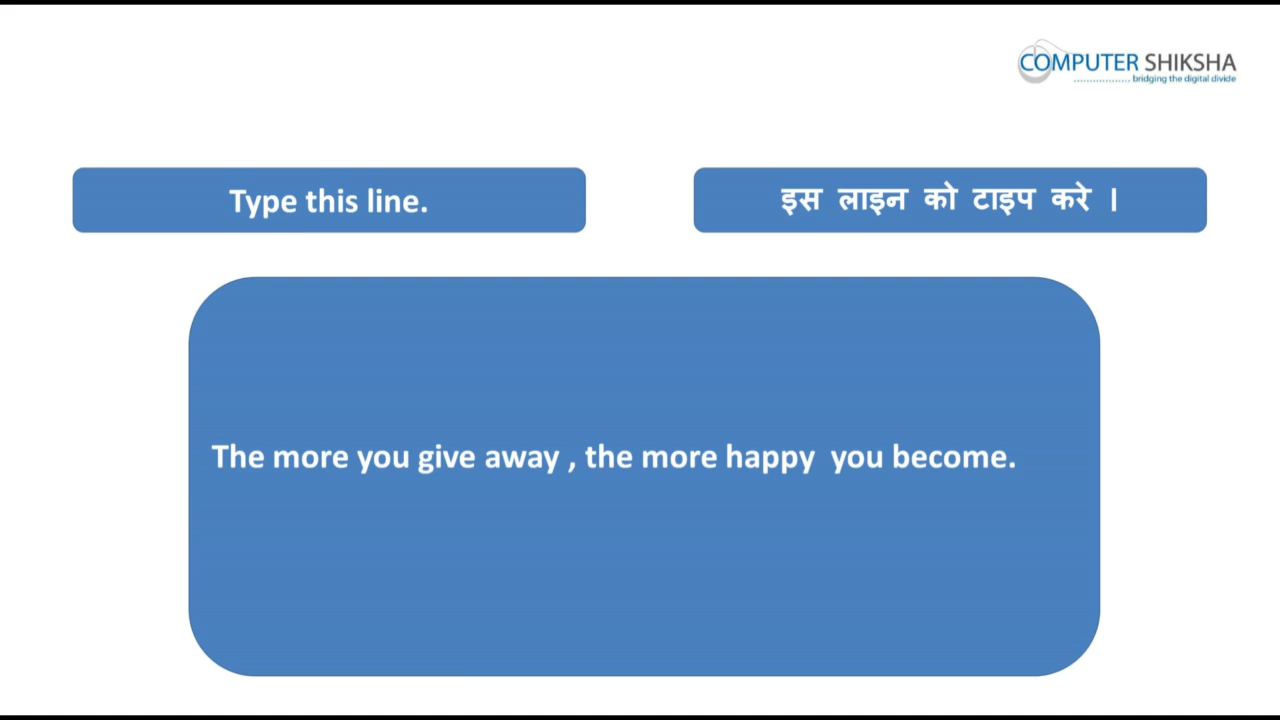 COMPUTER SHIKSHA
.................. bridging the digital divide
Type this line.
इस लाइन को टाइप करे ।
The more you give away , the more happy  you become.